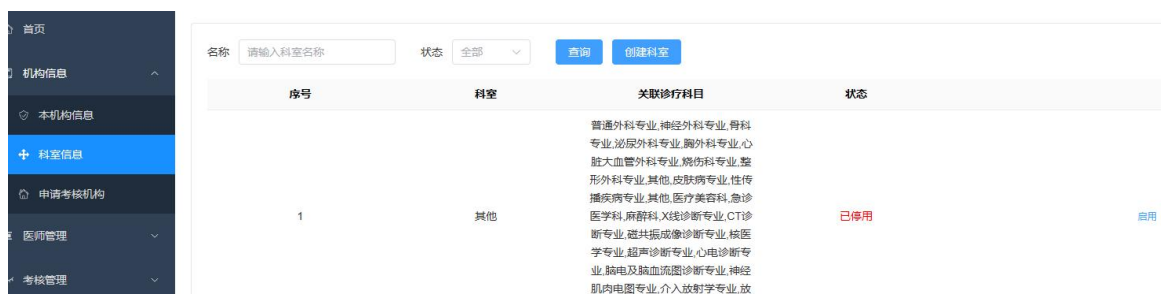 首页
机构信息
本机构信息
科室信息
申请考核机构
医师管理
考核管理
名称 请输入科室名称 状态 全部 查询 创建科室
序号 科室 关联诊疗科目 状态
普通外科专业,神经外科专业,骨科
专业,泌尿外科专业,胸外科专业,心
脏大血管外科专业,烧伤科专业,整
形外科专业,其他,皮肤病专业,性传
播疾病专业,其他,医疗美容科,急诊
1 其他 医学科,麻醉科,X线诊断专业,CT诊 已停用 启用
断专业,磁共振成像诊断专业,核医
学专业,超声诊断专业,心电诊断专
业,脑电及脑血流图诊断专业,神经
肌肉电图专业,介入放射学专业,放